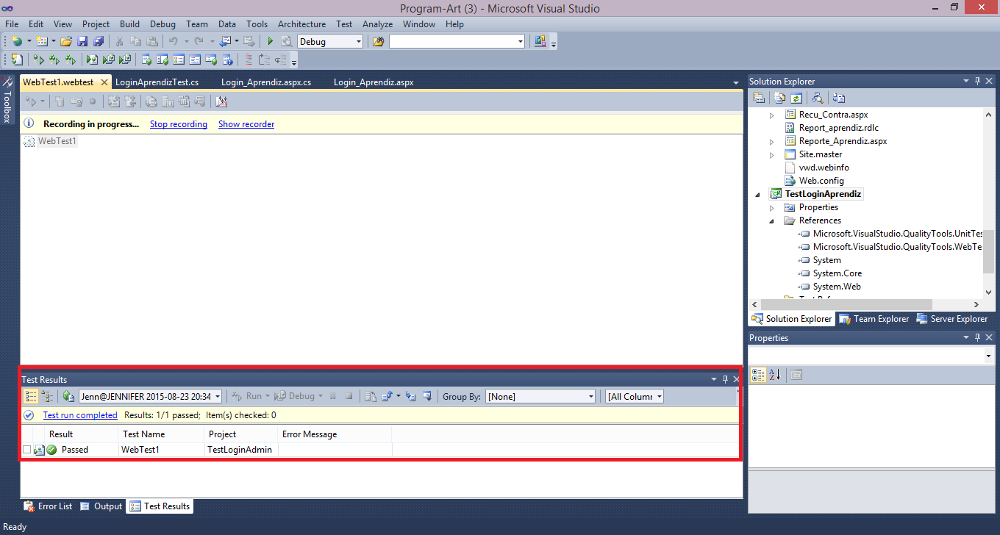 Program-Art (3) - Microsoft Visual Studio
File Edit View Project Build Debug Team Data Tools Architecture Test Analyze Window Help
Debug
Toolbox
WebTest1.webtest LoginAprendizTest.cs Login_Aprendiz.aspx.cs Login_Aprendiz.aspx
Recording in progress... Stop recording Show recorder
WebTest1
Solution Explorer
Recu_Contra.aspx
Report_aprendiz.rdlc
Reporte_Aprendiz.aspx
Site.master
vwd.webinfo
Web.config
TestLoginAprendiz
Properties
References
Microsoft.VisualStudio.QualityTools.UnitTes
Microsoft.VisualStudio.QualityTools.WebTe
System
System.Core
System.Web
Solution Explorer Team Explorer Server Explorer
Properties
Test Results
Jenn@JENNIFER 2015-08-23 20:34 Run Debug Group By: [None] [All Column
Test run completed Results: 1/1 passed; Item(s) checked: 0
Result Test Name Project Error Message
Passed WebTest1 TestLoginAdmin
Error List Output Test Results
Ready